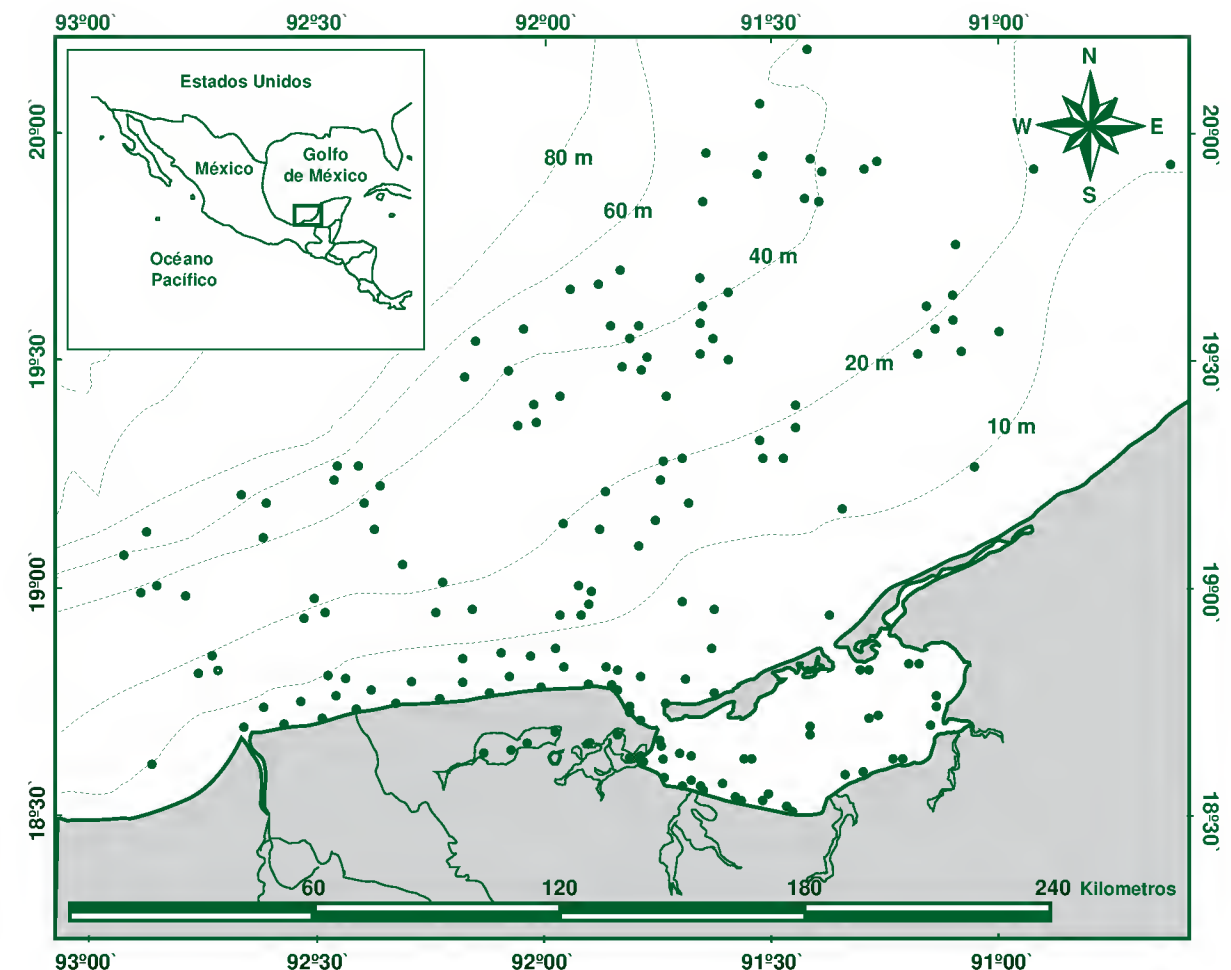 93º00` 92º30` 92º00` 91º30` 91º00`
Estados Unidos
México
Golfo
de México
Océano
Pacífico
N
W E
S
20º00` 20º00`
80 m
60 m
40 m
20 m
10 m
19º30` 19º30`
19º00` 19º00`
18º30` 18º30`
60 120 180 240 Kilometros
93º00` 92º30` 92º00` 91º30` 91º00`